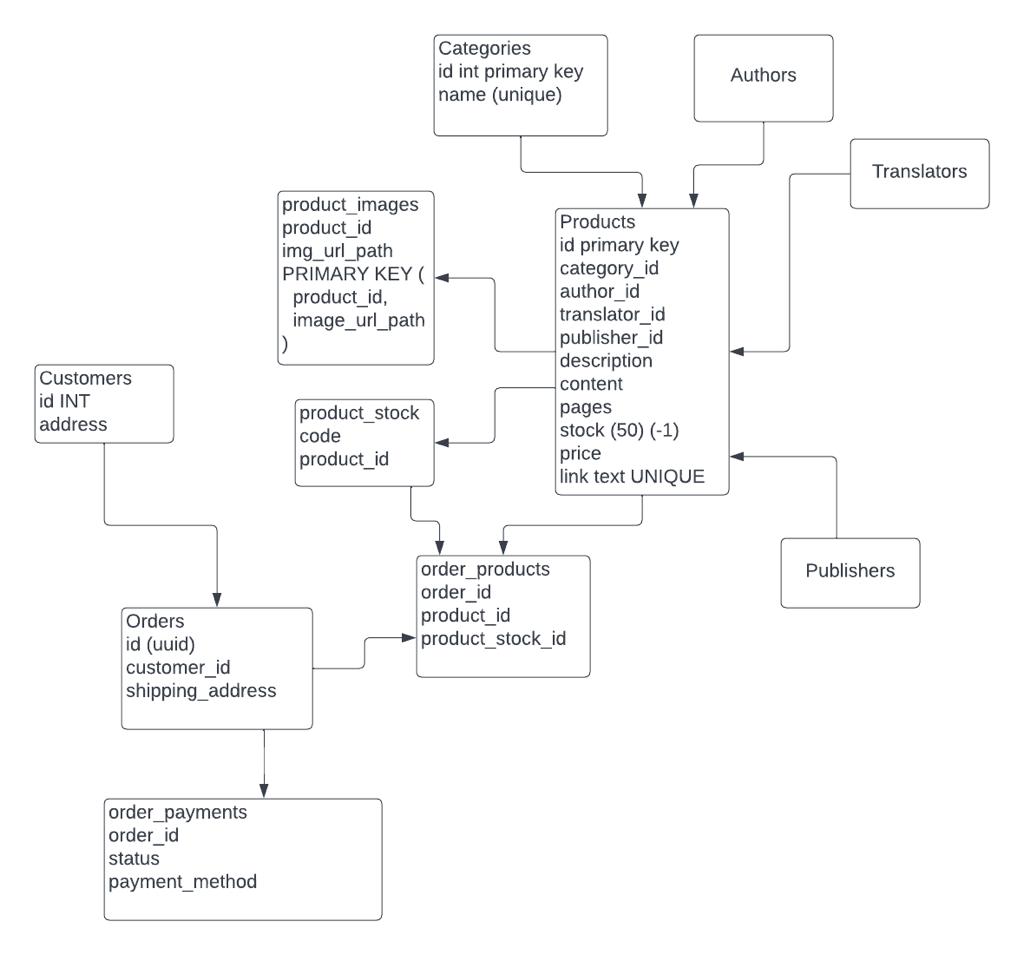 Categories
id int primary key
name (unique)
Authors
Translators
product_images
product_id
img_url_path
PRIMARY KEY (
product_id,
image_url_path
)
Products
id primary key
category_id
author_id
translator_id
publisher_id
description
content
pages
stock (50) (-1)
price
link text UNIQUE
Customers
id INT
address
product_stock
code
product_id
order_products
order_id
product_id
product_stock_id
Publishers
Orders
id (uuid)
customer_id
shipping_address
order_payments
order_id
status
payment_method